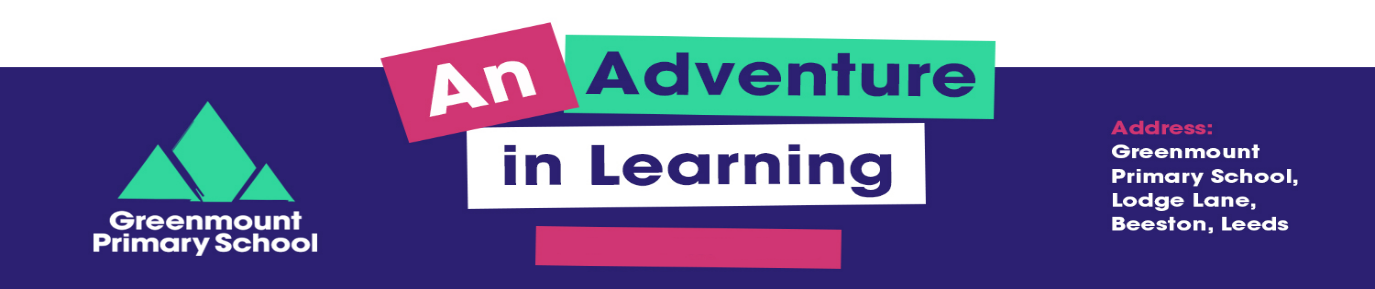 An Adventure
in Learning
Greenmount
Primary School
Address:
Greenmount
Primary School,
Lodge Lane,
Beeston, Leeds